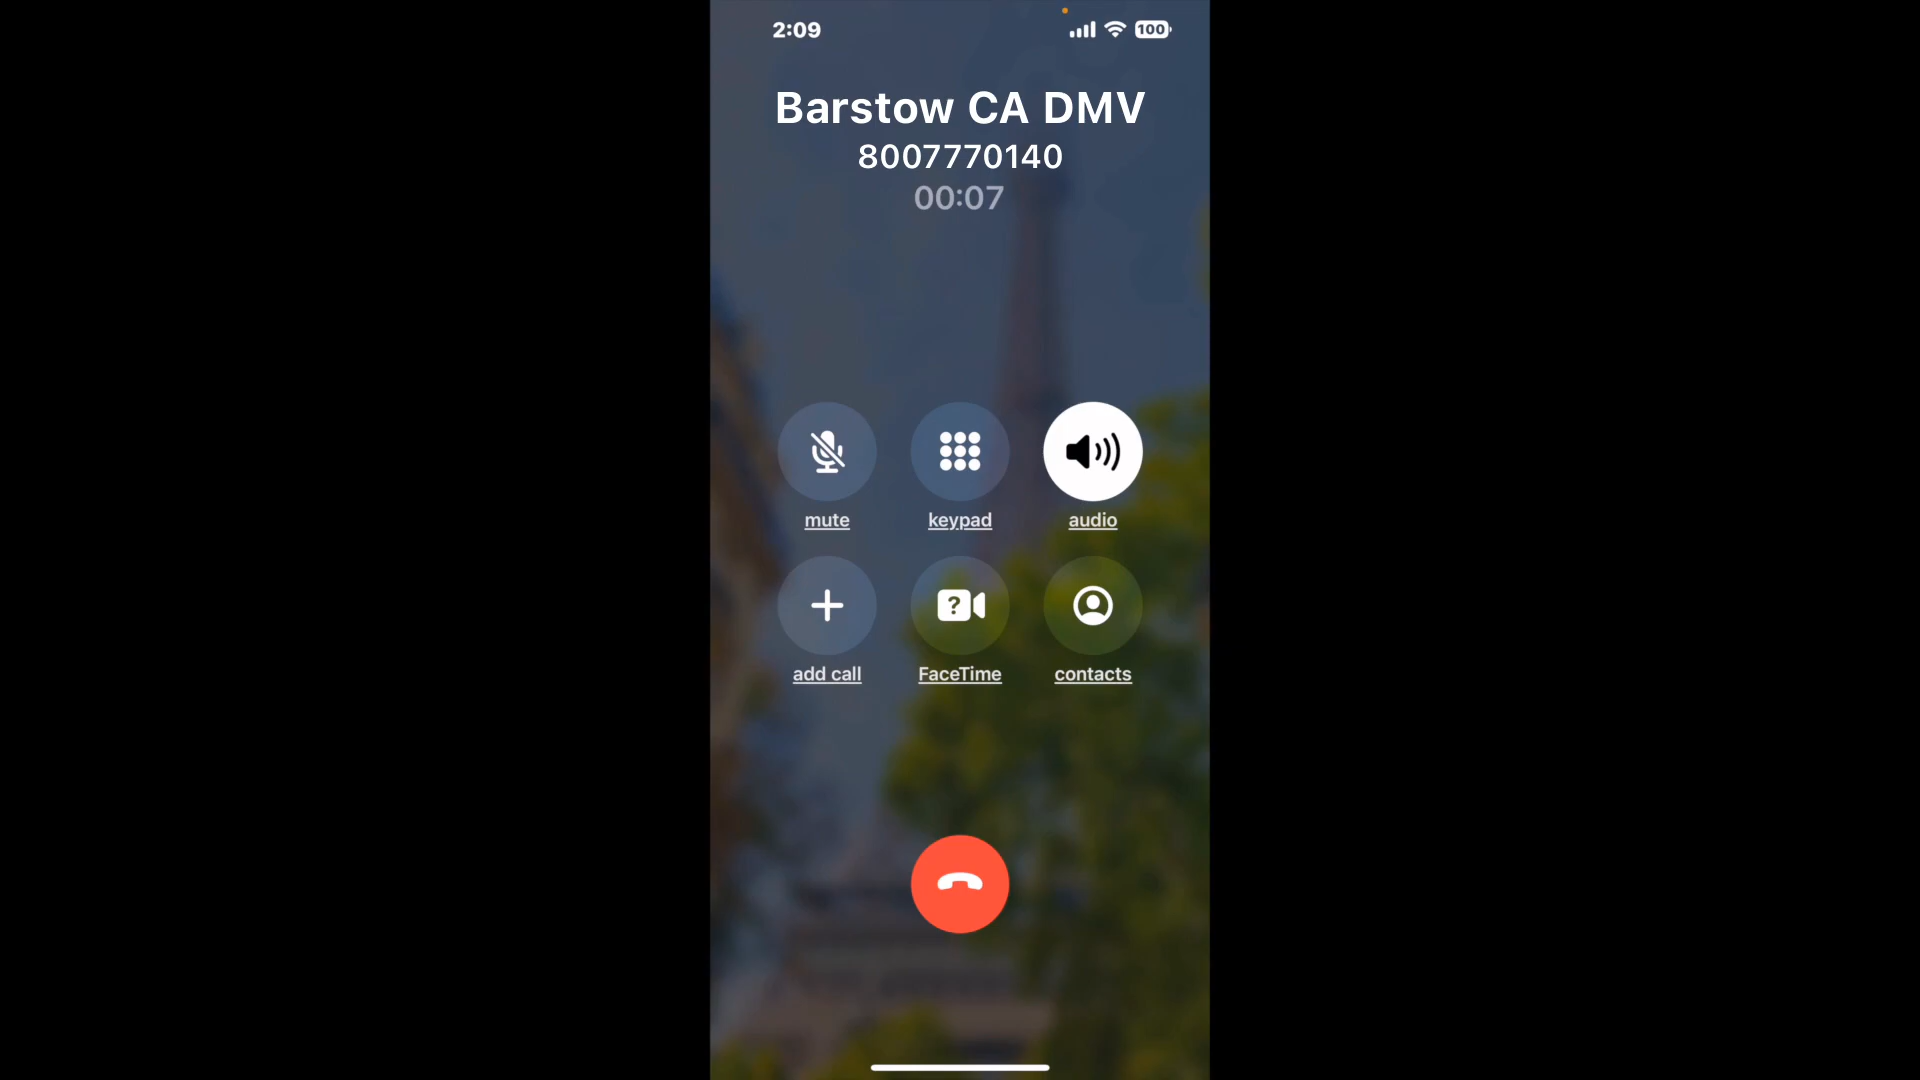 2:09
100
Barstow CA DMV
8007770140
00:07
mute
keypad
audio
?
add call
FaceTime
contacts